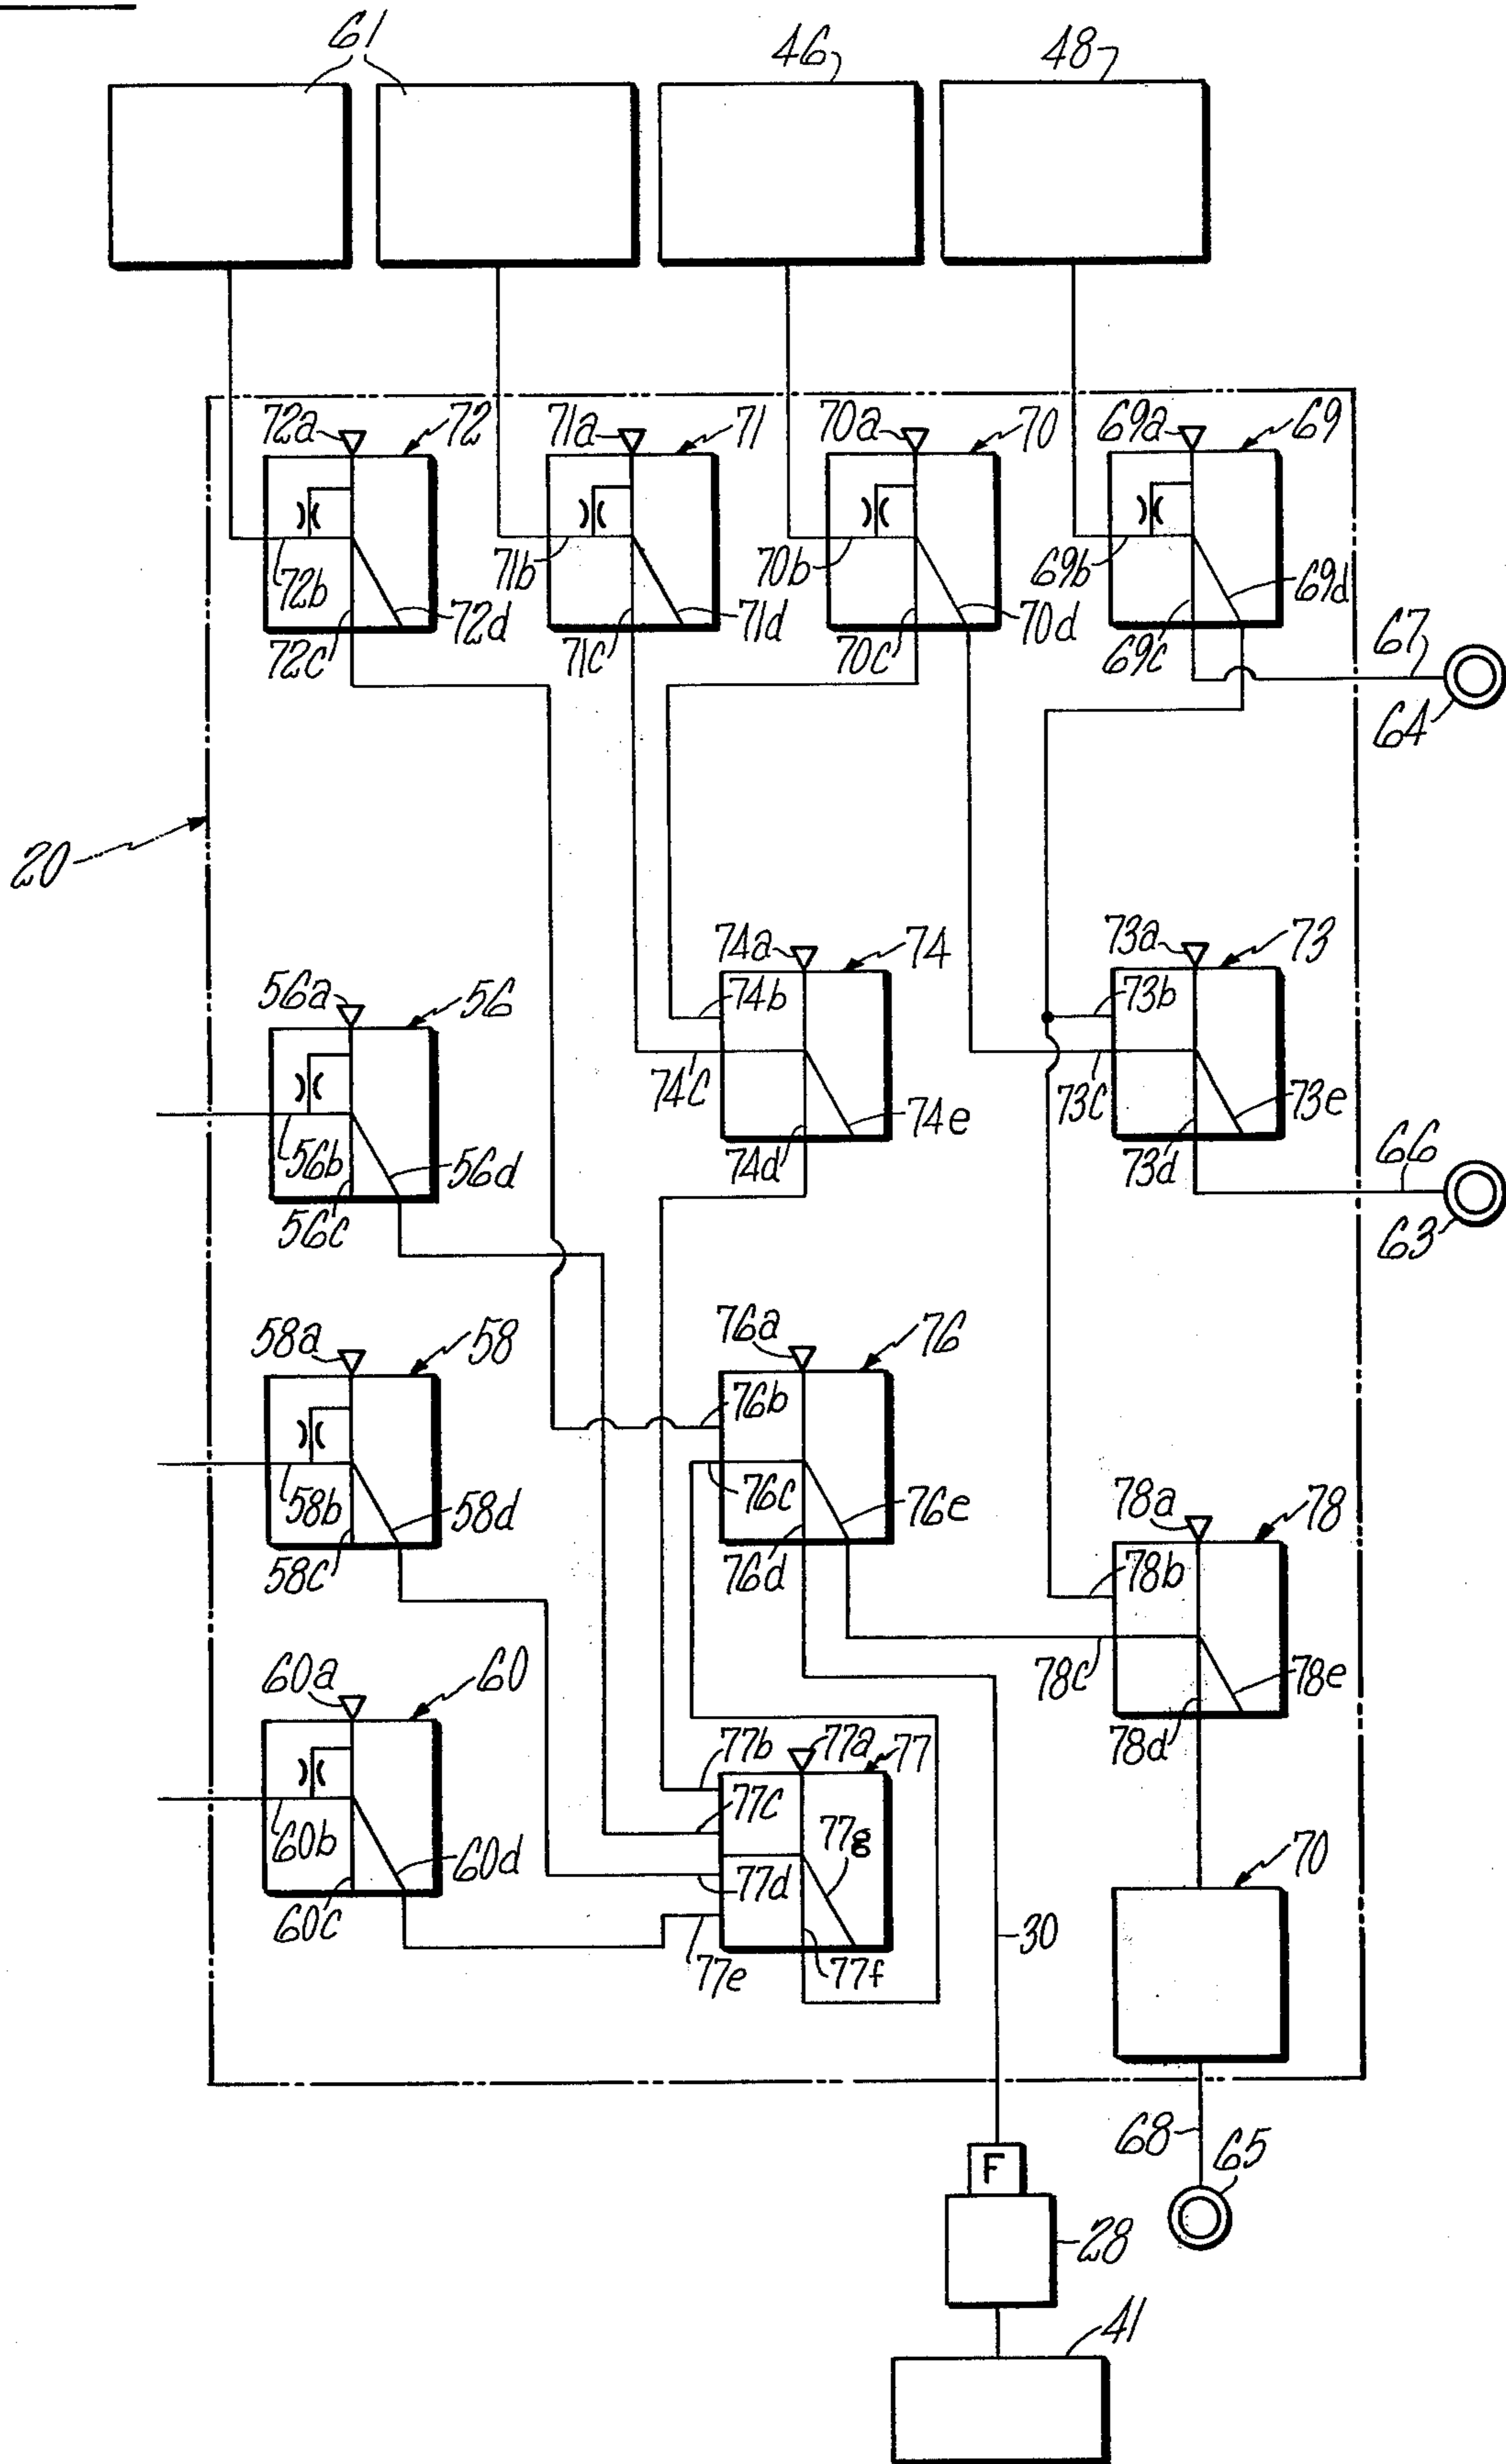 61 46 48
72a 72 71a 71 70a 70 69a 69
72b 71b 70b 69b 69d
72c 72d 71c 71d 70c 70d 69c 67
64
20
74a 74 73a 73
56a 56 74b 73b
74c 74e 73c 73e
56b 56d 74d 73d 66
56c 63
58a 58 76a 76
76b
58b 58d 76c 76e 78a 78
58c 76d 78b
60a 60 78c 78e
77b 77a 77 78d
60b 60d 77c 77g 70
60c 77d
77e 77f 30
68 65
F
28
41